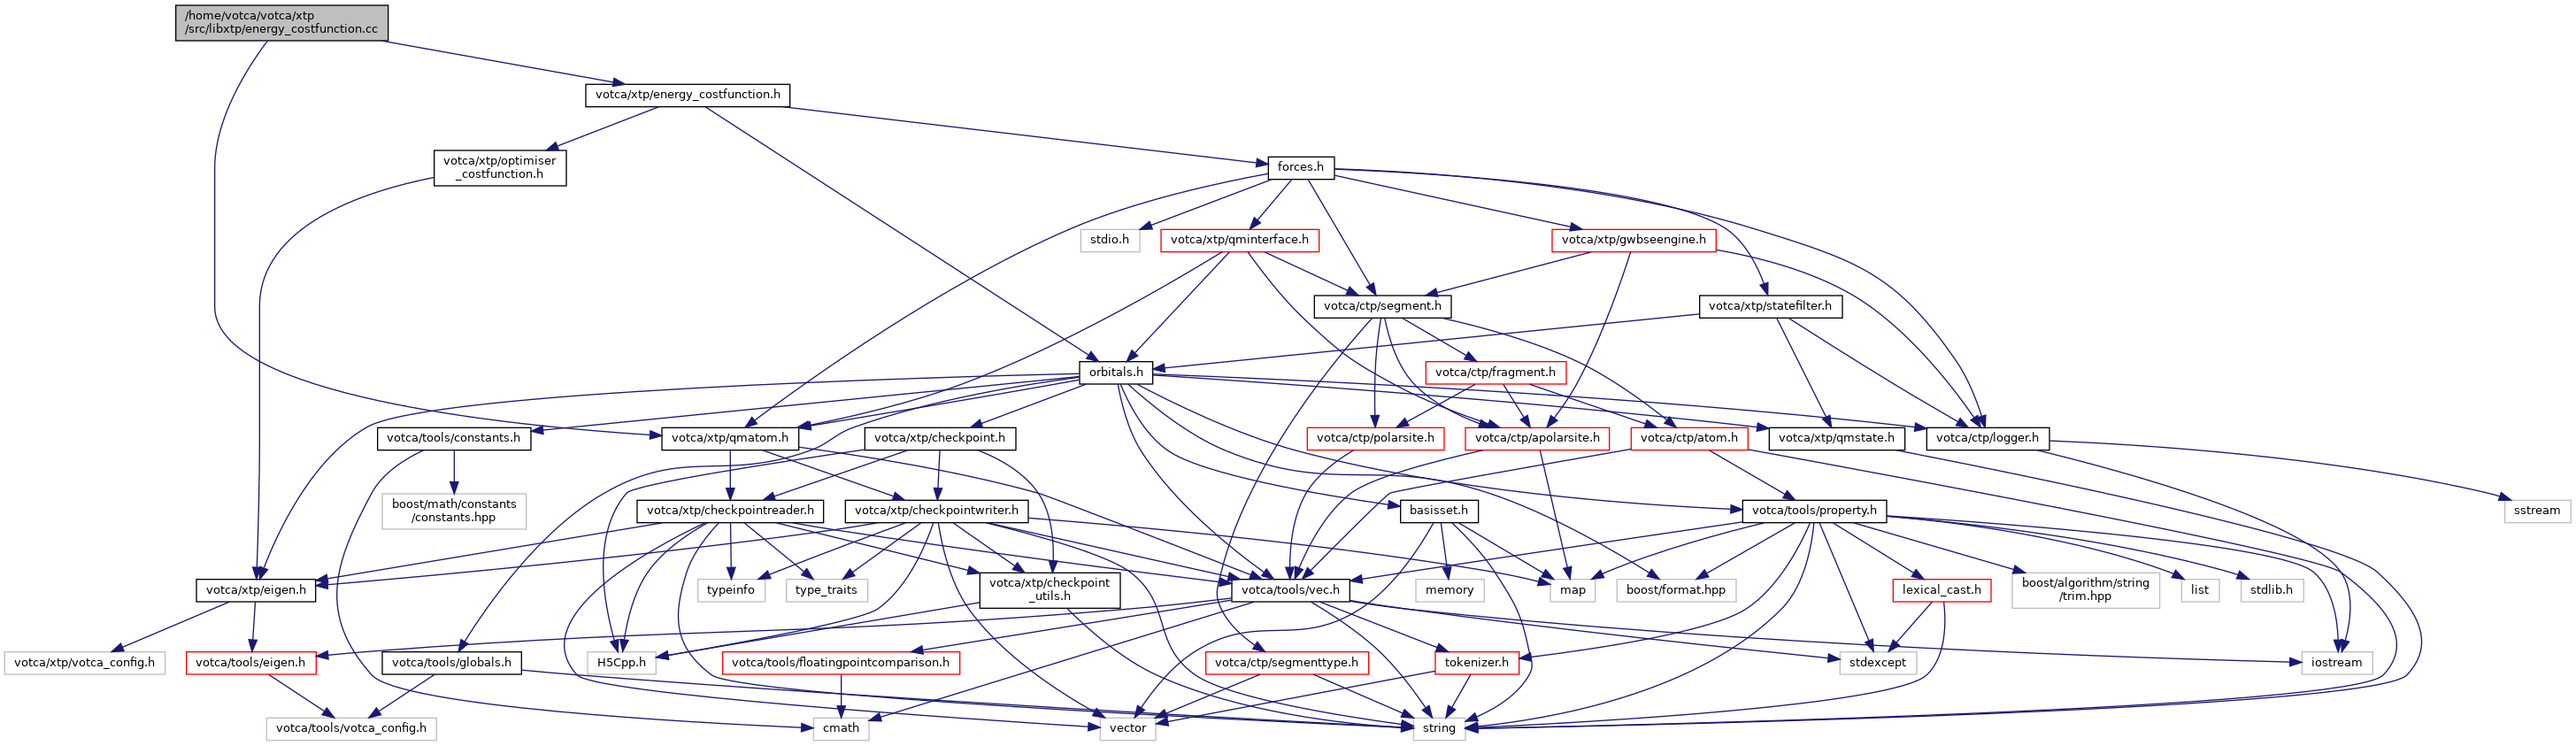 /home/votca/votca/xtp
/src/libxtp/energy_costfunction.cc
votca/xtp/energy_costfunction.h
votca/xtp/optimiser
_costfunction.h
forces.h
stdio.h
votca/xtp/qminterface.h
votca/xtp/gwbseengine.h
votca/ctp/segment.h
votca/xtp/statefilter.h
orbitals.h
votca/ctp/fragment.h
votca/tools/constants.h
votca/xtp/qmatom.h
votca/xtp/checkpoint.h
votca/ctp/polarsite.h
votca/ctp/apolarsite.h
votca/ctp/atom.h
votca/xtp/qmstate.h
votca/ctp/logger.h
boost/math/constants
/constants.hpp
votca/xtp/checkpointreader.h
votca/xtp/checkpointwriter.h
basisset.h
votca/tools/property.h
sstream
votca/xtp/eigen.h
typeinfo
type_traits
votca/xtp/checkpoint
_utils.h
votca/tools/vec.h
memory
map
boost/format.hpp
lexical_cast.h
boost/algorithm/string
/trim.hpp
list
stdlib.h
votca/xtp/votca_config.h
votca/tools/eigen.h
votca/tools/globals.h
H5Cpp.h
votca/tools/floatingpointcomparison.h
votca/ctp/segmenttype.h
tokenizer.h
stdexcept
iostream
votca/tools/votca_config.h
cmath
vector
string